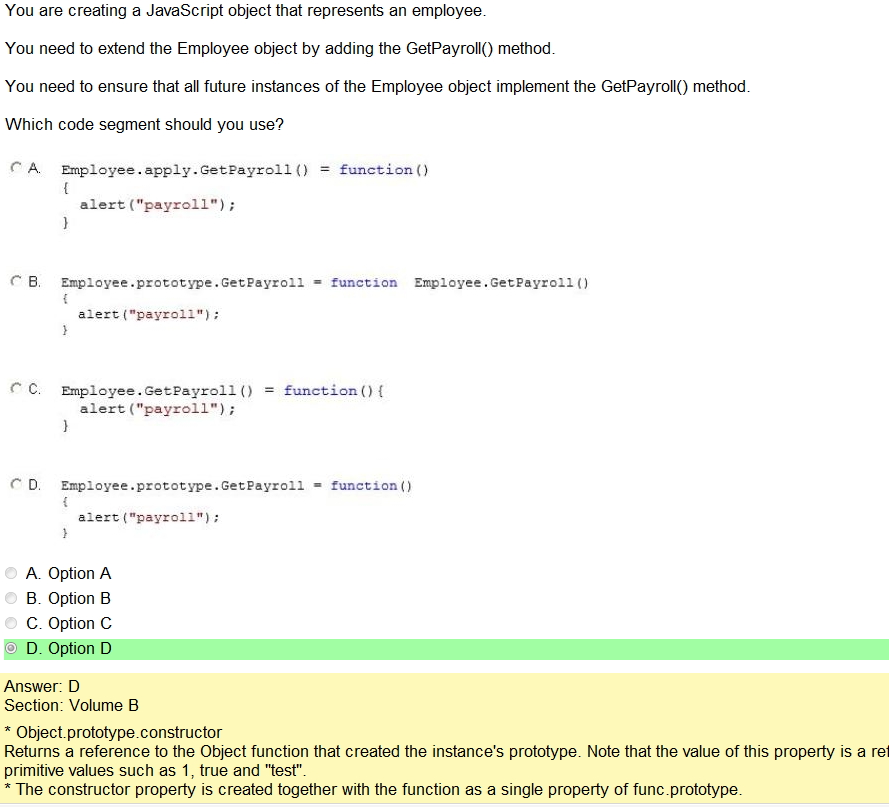 You are creating a JavaScript object that represents an employee.
You need to extend the Employee object by adding the GetPayroll() method.
You need to ensure that all future instances of the Employee object implement the GetPayroll() method.
Which code segment should you use?
A. Employee.apply.GetPayroll() = function()
{
alert("payroll");
}
B. Employee.prototype.GetPayroll = function Employee.GetPayroll()
{
alert("payroll");
}
C. Employee.GetPayroll() = function(){
alert("payroll");
}
D. Employee.prototype.GetPayroll = function()
{
alert("payroll");
}
A. Option A
B. Option B
C. Option C
D. Option D
Answer: D
Section: Volume B
* Object.prototype.constructor
Returns a reference to the Object function that created the instance's prototype. Note that the value of this property is a
primitive values such as 1, true and "test".
* The constructor property is created together with the function as a single property of func.prototype.